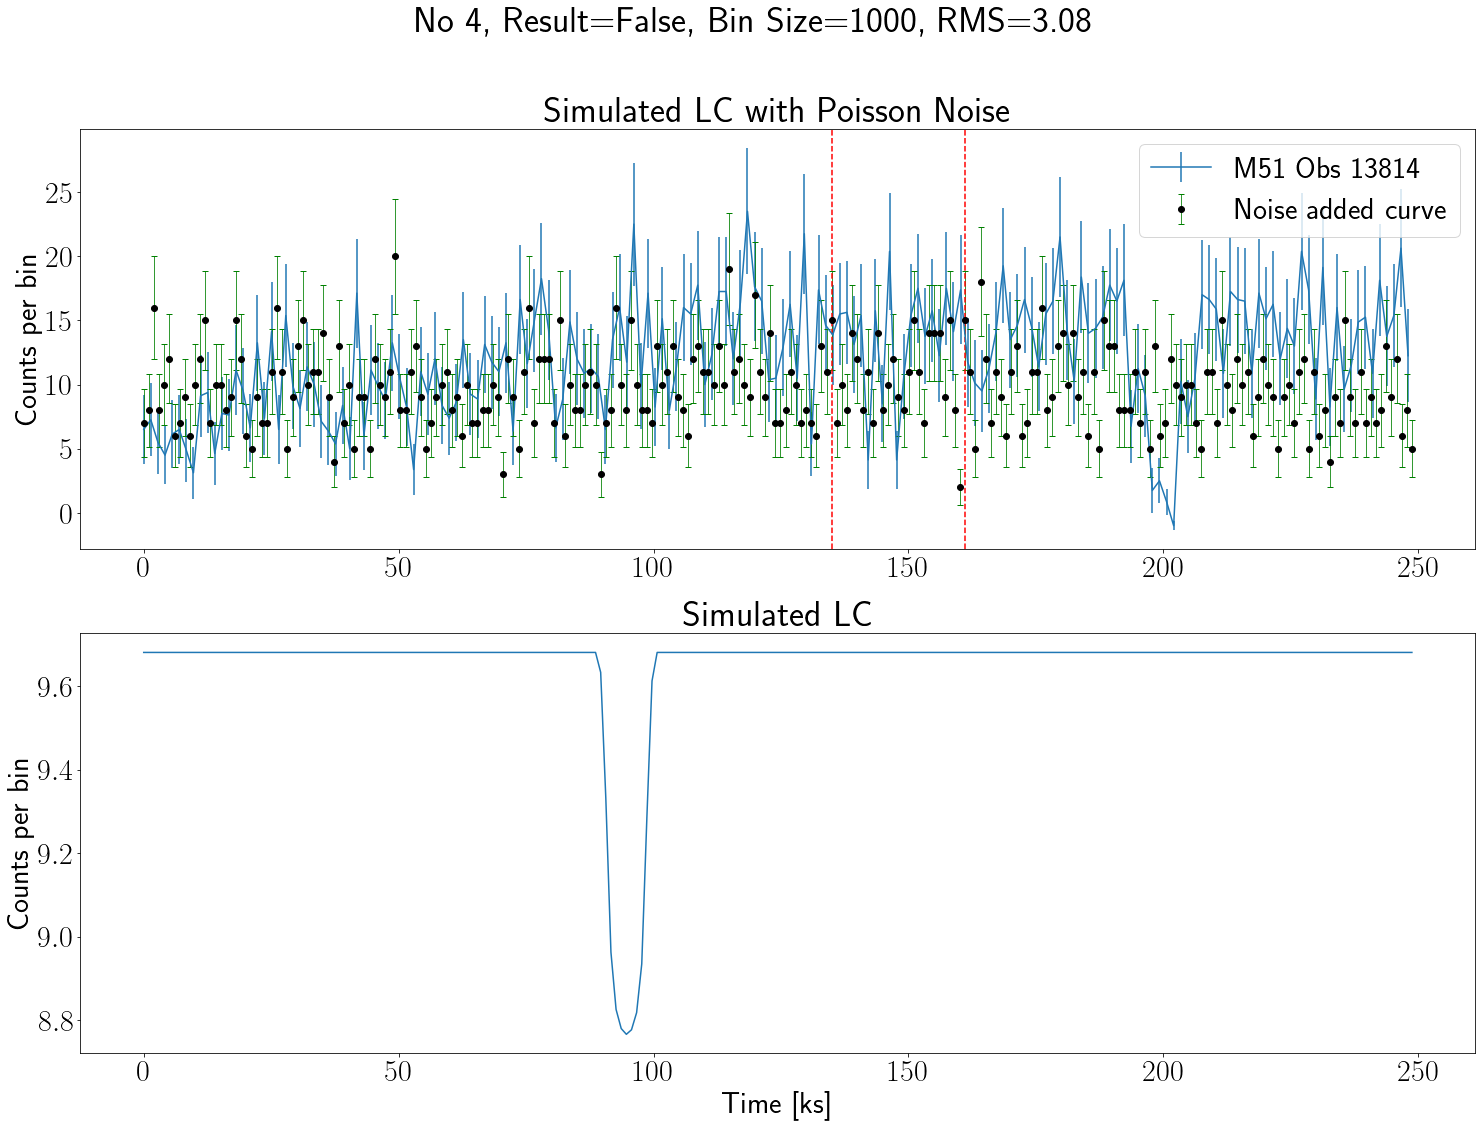 No 4, Result=False, Bin Size=1000, RMS=3.08
Simulated LC with Poisson Noise
Counts per bin
25
20
15
10
5
0
M51 Obs 13814
Noise added curve
0 50 100 150 200 250
Simulated LC
Counts per bin
9.6
9.4
9.2
9.0
8.8
0 50 100 150 200 250
Time [ks]